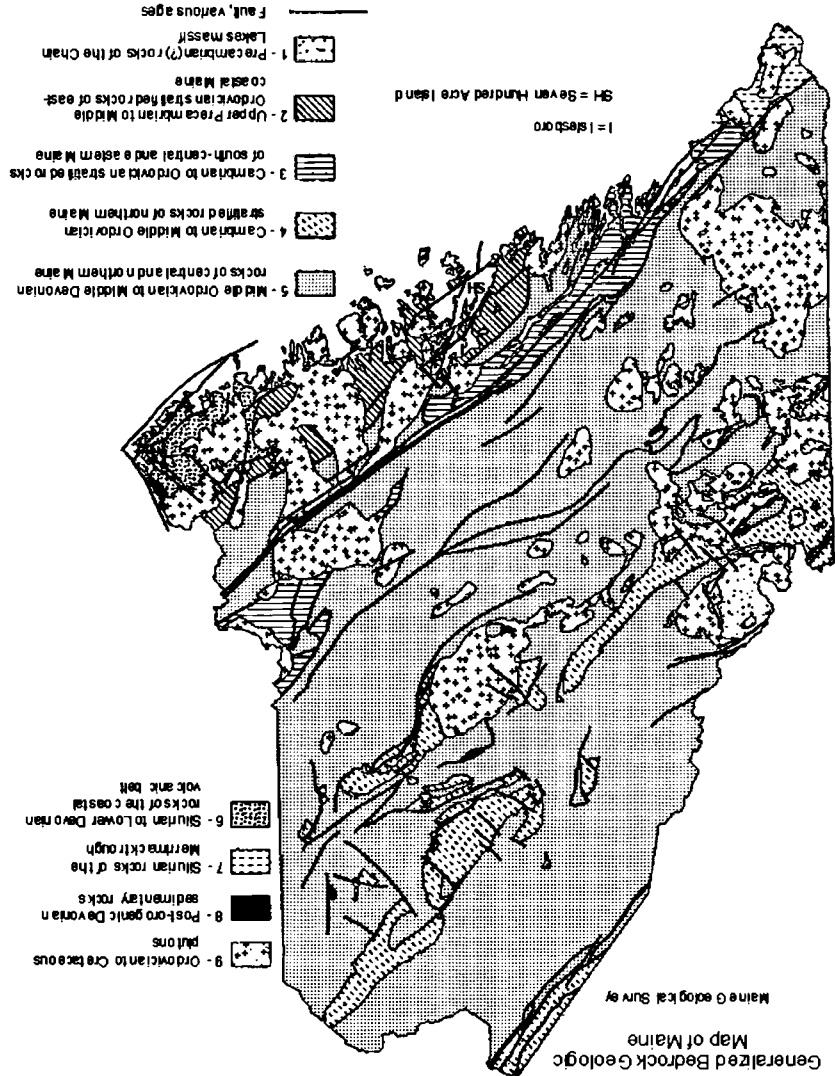 Generalized Bedrock Geologic
Map of Maine
Maine Geological Survey
9 - Ordovician to Cretaceous
plutons
8 - Post-orogenic Devonian
sedimentary rocks
7 - Silurian rocks of the
Merrimack trough
6 - Silurian to Lower Devonian
rocks of the coastal
volcanic belt
5 - Middle Ordovician to Middle Devonian
rocks of central and northern Maine
4 - Cambrian to Middle Ordovician
stratified rocks of northern Maine
3 - Cambrian to Ordovician stratified rocks
of south-central and eastern Maine
2 - Upper Precambrian to Middle
Ordovician stratified rocks of east-
coastal Maine
1 - Precambrian(?) rocks of the Chain
Lakes massif
Fault, various ages
SH
I = Islesboro
SH = Seven Hundred Acre Island